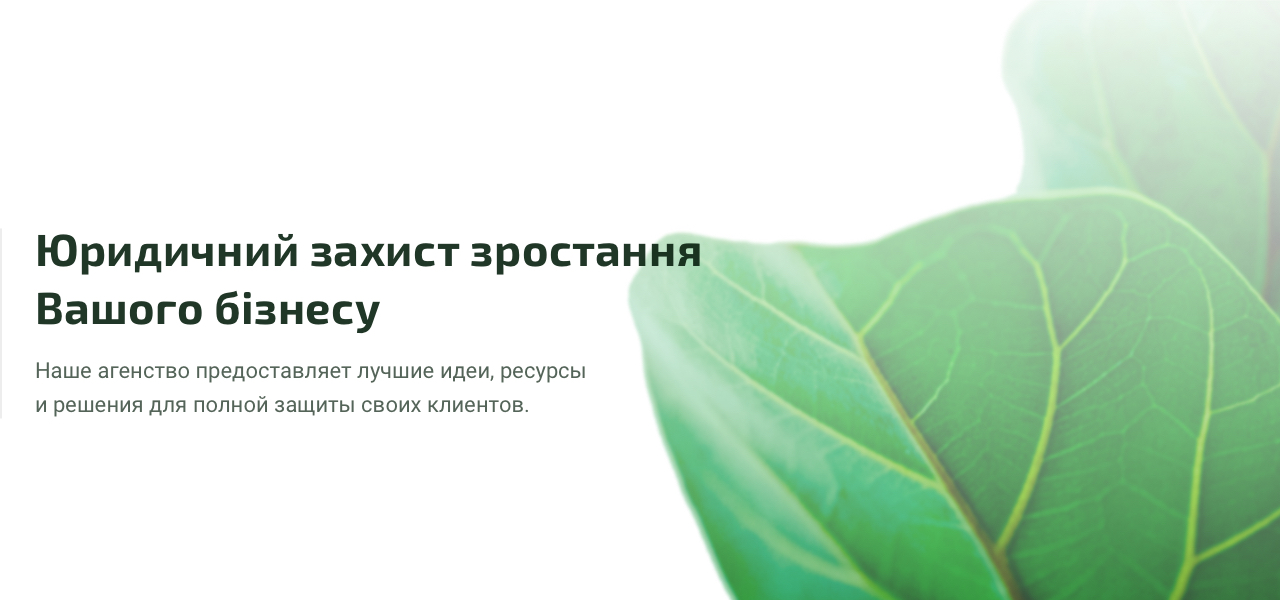 Юридичний захист зростання
Вашого бізнесу
Наше агенство предоставляет лучшие идеи, ресурсы
и решения для полной защиты своих клиентов.